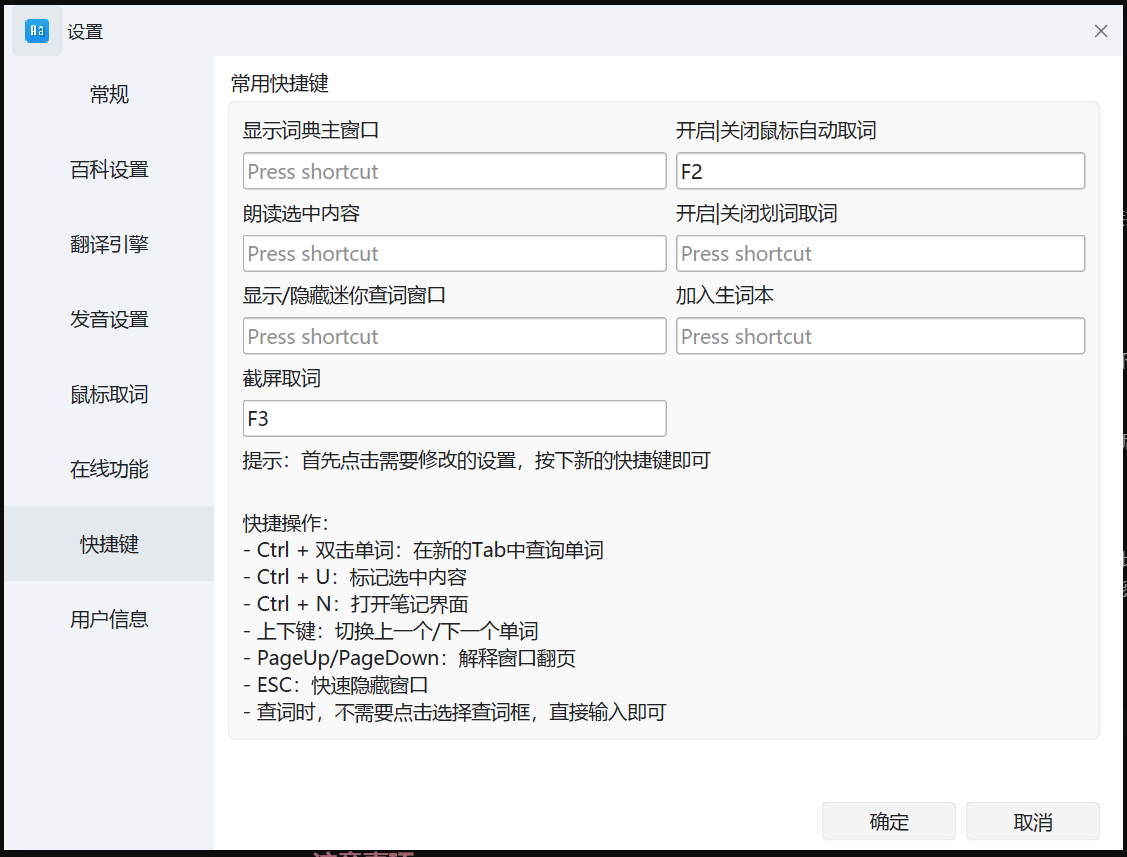 设置
常规
百科设置
翻译引擎
发音设置
鼠标取词
在线功能
快捷键
用户信息
常用快捷键
显示词典主窗口
Press shortcut
开启|关闭鼠标自动取词
F2
朗读选中内容
Press shortcut
开启|关闭划词取词
Press shortcut
显示/隐藏迷你查词窗口
Press shortcut
加入生词本
Press shortcut
截屏取词
F3
提示：首先点击需要修改的设置，按下新的快捷键即可
快捷操作：
- Ctrl + 双击单词：在新的Tab中查询单词
- Ctrl + U：标记选中内容
- Ctrl + N：打开笔记界面
- 上下键：切换上一个/下一个单词
- PageUp/PageDown：解释窗口翻页
- ESC：快速隐藏窗口
- 查词时，不需要点击选择查词框，直接输入即可
确定
取消